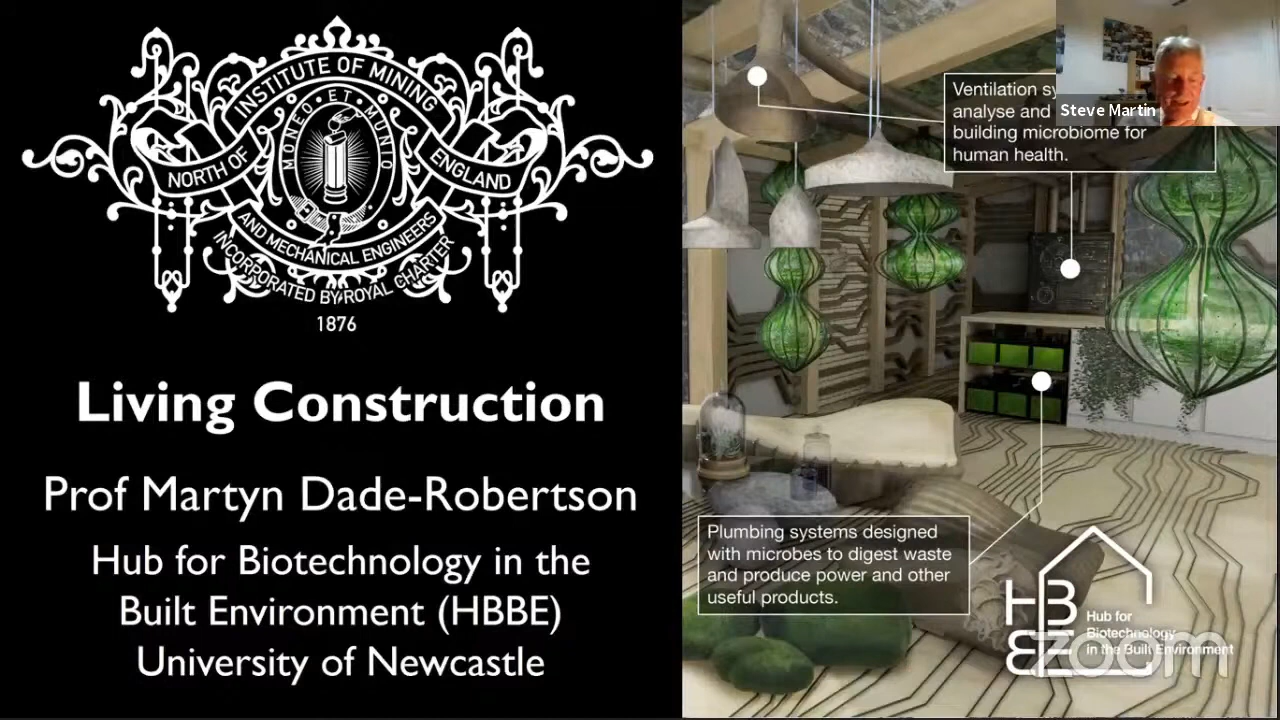 INSTITUTE OF MINING
MONEO ET MUNIO
NORTH OF
ENGLAND
AND MECHANICAL ENGINEERS
INCORPORATED BY ROYAL CHARTER
1876
Living Construction
Prof Martyn Dade-Robertson
Hub for Biotechnology in the
Built Environment (HBBE)
University of Newcastle
Ventilation sy
analyse and
building microbiome for
human health.
Steve Martin
Plumbing systems designed
with microbes to digest waste
and produce power and other
useful products.
HB
BE
Hub for
Biotechnology
in the Built Environment
zoom